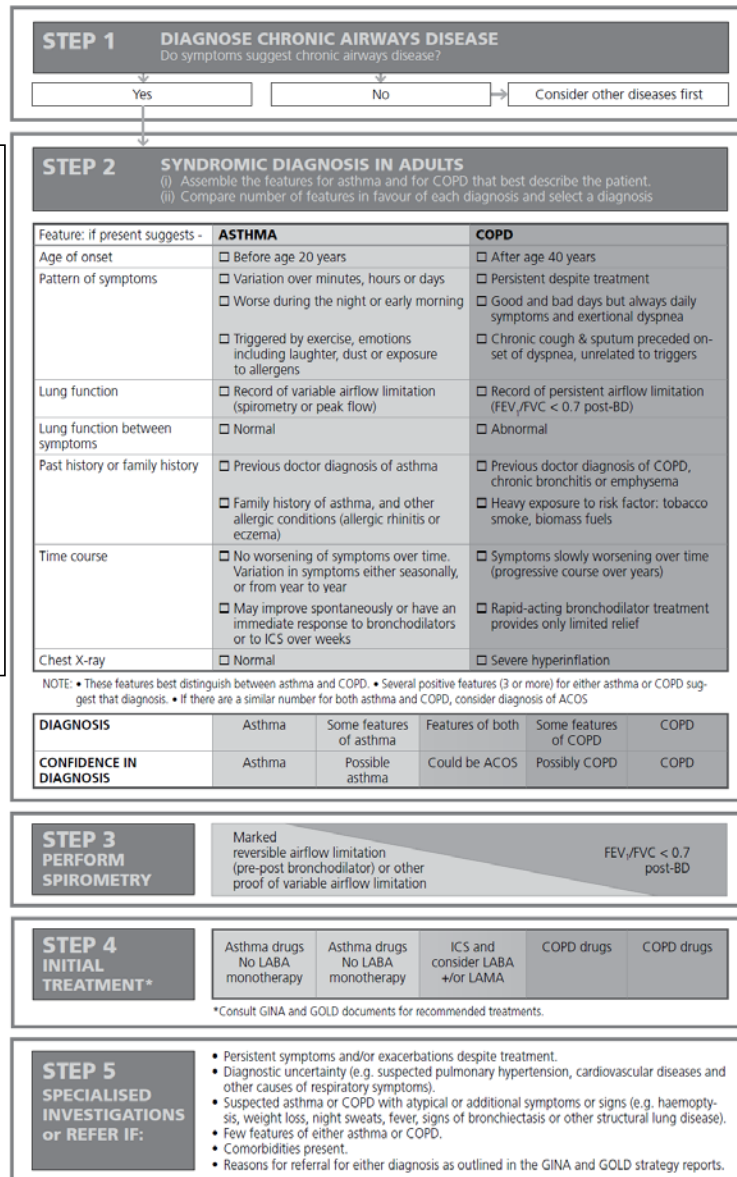 STEP 1 DIAGNOSE CHRONIC AIRWAYS DISEASE
Do symptoms suggest chronic airways disease?
Yes No Consider other diseases first
STEP 2 SYNDROMIC DIAGNOSIS IN ADULTS
(i) Assemble the features for asthma and for COPD that best describe the patient.
(ii) Compare number of features in favour of each diagnosis and select a diagnosis
Feature: if present suggests - ASTHMA COPD
Age of onset ☐ Before age 20 years ☐ After age 40 years
Pattern of symptoms ☐ Variation over minutes, hours or days ☐ Persistent despite treatment
☐ Worse during the night or early morning ☐ Good and bad days but always daily
symptoms and exertional dyspnea
☐ Triggered by exercise, emotions ☐ Chronic cough & sputum preceded on-
including laughter, dust or exposure set of dyspnea, unrelated to triggers
to allergens
Lung function ☐ Record of variable airflow limitation ☐ Record of persistent airflow limitation
(spirometry or peak flow) (FEV₁/FVC < 0.7 post-BD)
Lung function between ☐ Normal ☐ Abnormal
symptoms
Past history or family history ☐ Previous doctor diagnosis of asthma ☐ Previous doctor diagnosis of COPD,
chronic bronchitis or emphysema
☐ Family history of asthma, and other ☐ Heavy exposure to risk factor: tobacco
allergic conditions (allergic rhinitis or smoke, biomass fuels
eczema)
Time course ☐ No worsening of symptoms over time. ☐ Symptoms slowly worsening over time
Variation in symptoms either seasonally, (progressive course over years)
or from year to year
☐ May improve spontaneously or have an ☐ Rapid-acting bronchodilator treatment
immediate response to bronchodilators provides only limited relief
or to ICS over weeks
Chest X-ray ☐ Normal ☐ Severe hyperinflation
NOTE: • These features best distinguish between asthma and COPD. • Several positive features (3 or more) for either asthma or COPD sug-
gest that diagnosis. • If there are a similar number for both asthma and COPD, consider diagnosis of ACOS
DIAGNOSIS Asthma Some features Features of both Some features COPD
of asthma of COPD
CONFIDENCE IN Asthma Possible Could be ACOS Possibly COPD COPD
DIAGNOSIS asthma
STEP 3 Marked
PERFORM reversible airflow limitation FEV₁/FVC < 0.7
SPIROMETRY (pre-post bronchodilator) or other post-BD
proof of variable airflow limitation
STEP 4 Asthma drugs Asthma drugs ICS and COPD drugs COPD drugs
INITIAL No LABA No LABA consider LABA
TREATMENT* monotherapy monotherapy +/or LAMA
*Consult GINA and GOLD documents for recommended treatments.
STEP 5
SPECIALISED
INVESTIGATIONS
or REFER IF:
• Persistent symptoms and/or exacerbations despite treatment.
• Diagnostic uncertainty (e.g. suspected pulmonary hypertension, cardiovascular diseases and
other causes of respiratory symptoms).
• Suspected asthma or COPD with atypical or additional symptoms or signs (e.g. haemopty-
sis, weight loss, night sweats, fever, signs of bronchiectasis or other structural lung disease).
• Few features of either asthma or COPD.
• Comorbidities present.
• Reasons for referral for either diagnosis as outlined in the GINA and GOLD strategy reports.